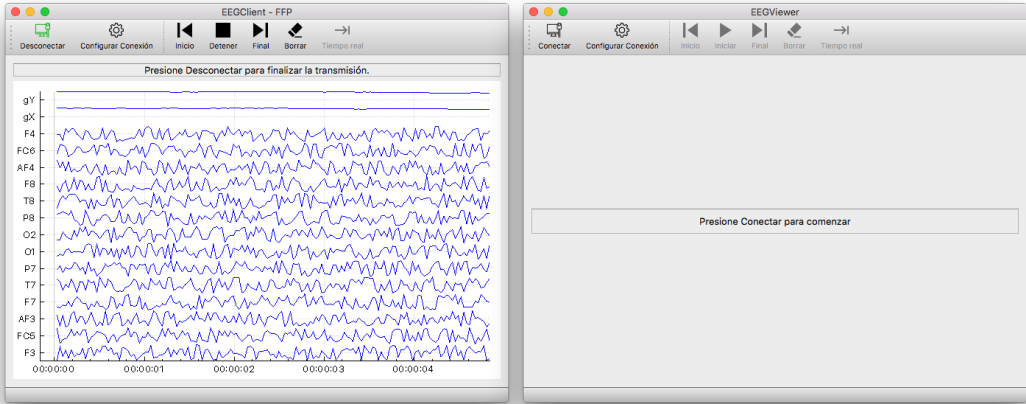 EEGClient - FFP
Desconectar Configurar Conexión Inicio Detener Final Borrar Tiempo real
Presione Desconectar para finalizar la transmisión.
gY
gX
F4
FC6
AF4
F8
T8
P8
O2
O1
P7
T7
F7
AF3
FC5
F3
00:00:00 00:00:01 00:00:02 00:00:03 00:00:04
EEGViewer
Conectar Configurar Conexión Inicio Iniciar Final Borrar Tiempo real
Presione Conectar para comenzar